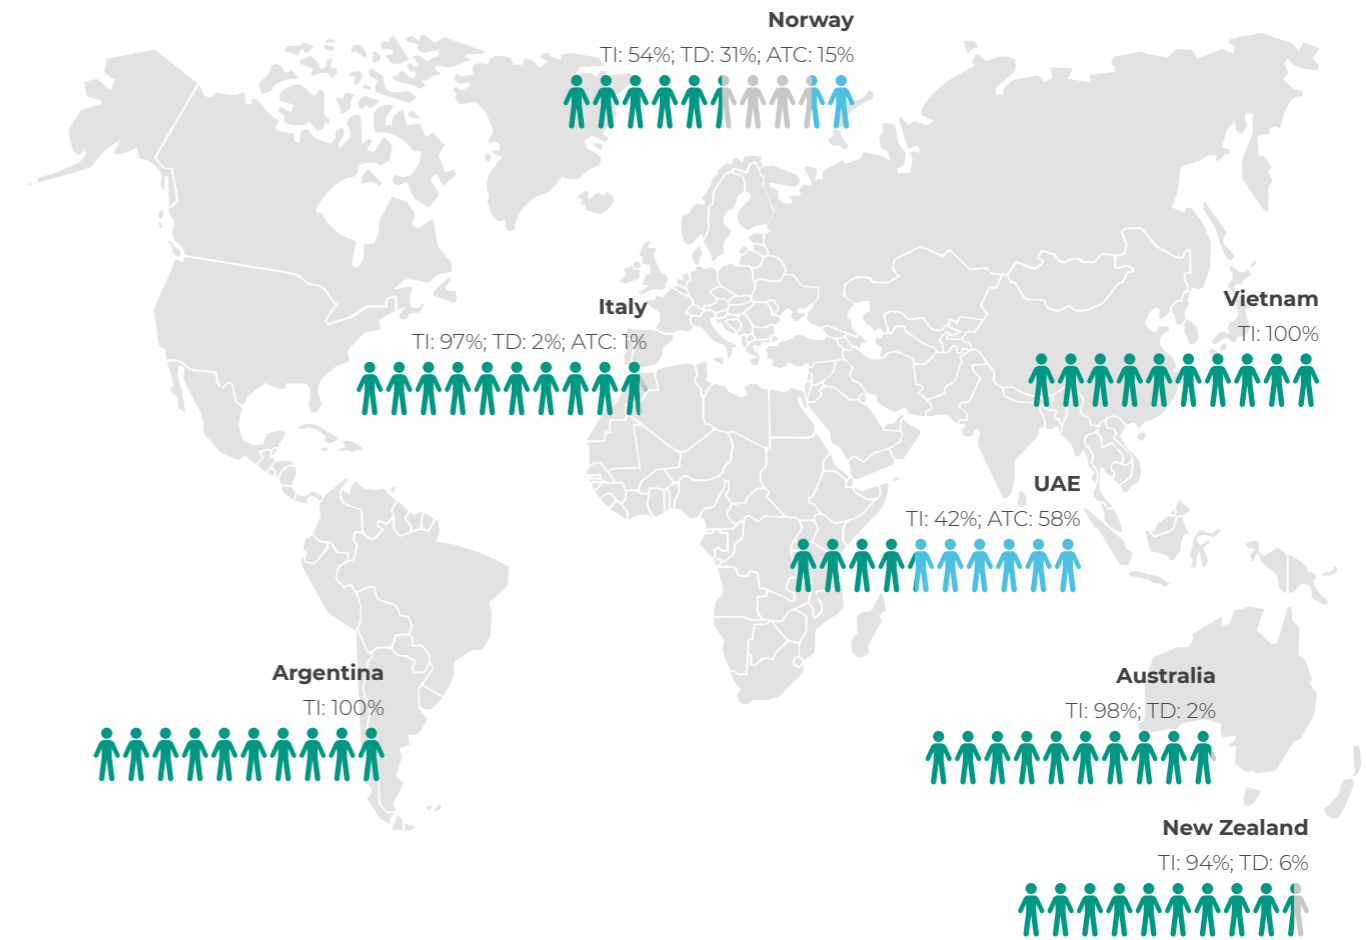 Norway
TI: 54%; TD: 31%; ATC: 15%
Italy
TI: 97%; TD: 2%; ATC: 1%
Vietnam
TI: 100%
UAE
TI: 42%; ATC: 58%
Argentina
TI: 100%
Australia
TI: 98%; TD: 2%
New Zealand
TI: 94%; TD: 6%